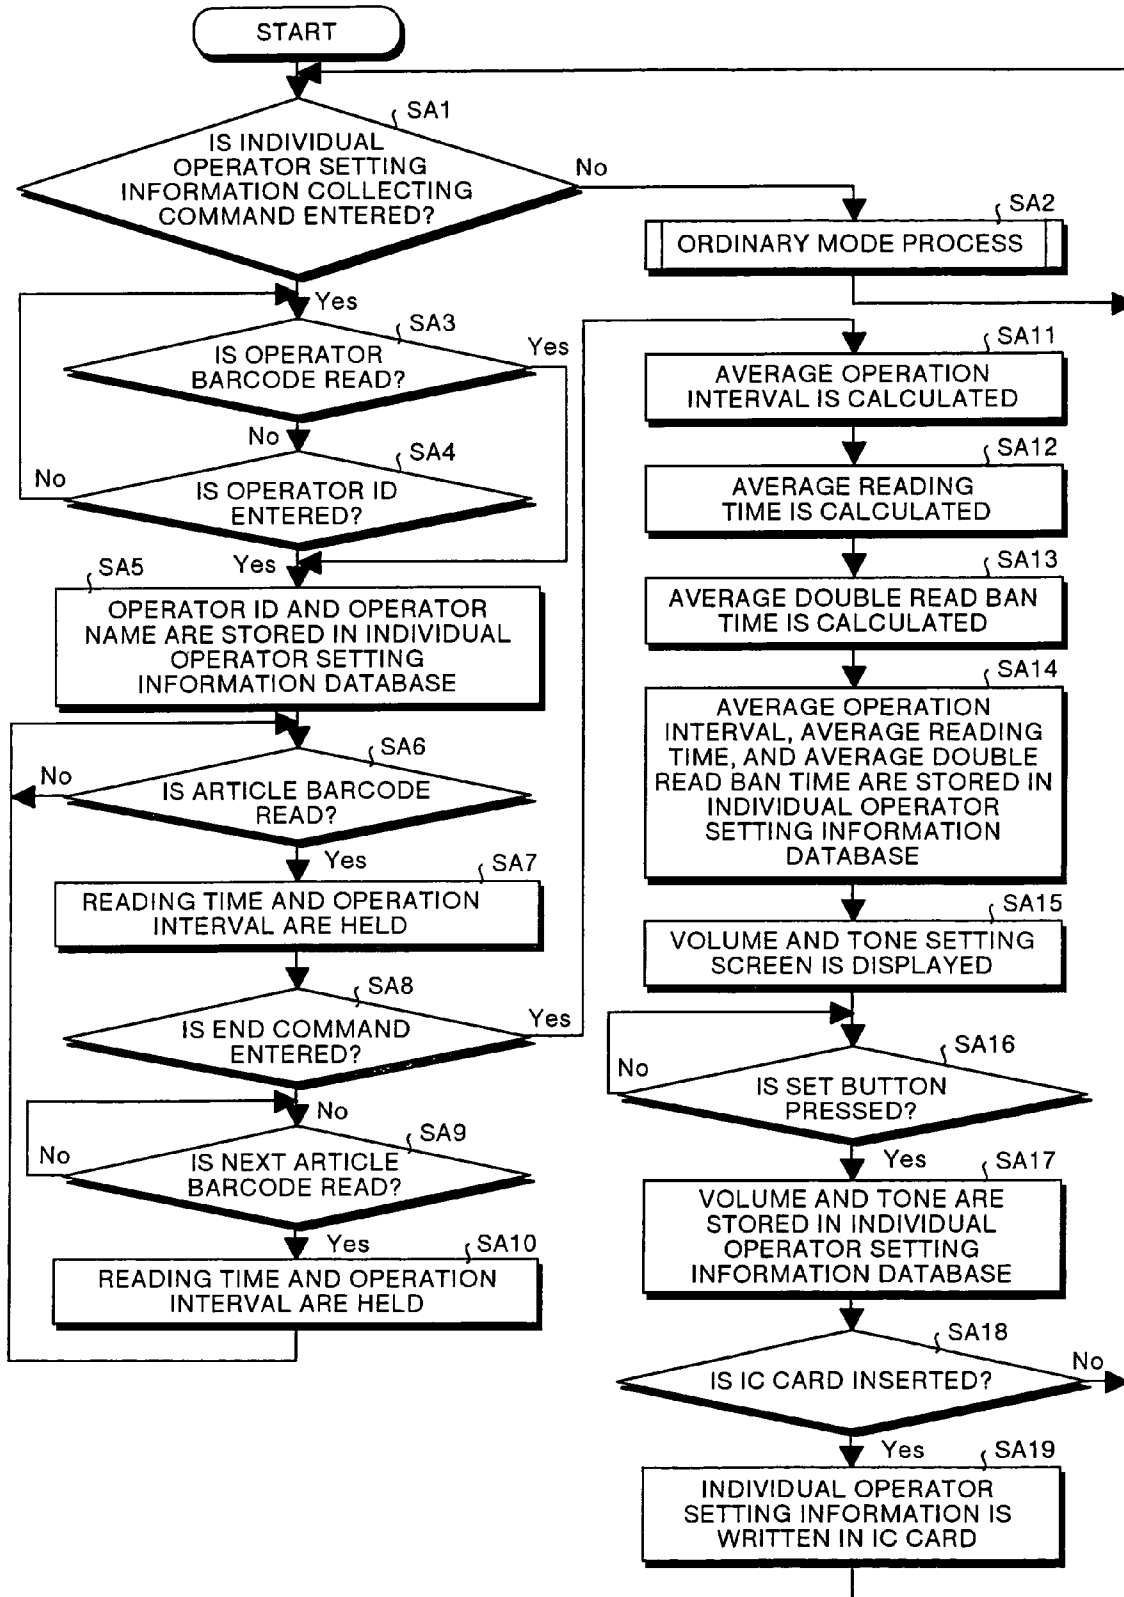 START
SA1
IS INDIVIDUAL
OPERATOR SETTING
INFORMATION COLLECTING
COMMAND ENTERED?
No
Yes
SA2
ORDINARY MODE PROCESS
SA3
IS OPERATOR
BARCODE READ?
Yes
No
SA4
IS OPERATOR ID
ENTERED?
No
Yes
SA5
OPERATOR ID AND OPERATOR
NAME ARE STORED IN INDIVIDUAL
OPERATOR SETTING
INFORMATION DATABASE
SA6
IS ARTICLE BARCODE
READ?
No
Yes
SA7
READING TIME AND OPERATION
INTERVAL ARE HELD
SA8
IS END COMMAND
ENTERED?
Yes
No
SA9
IS NEXT ARTICLE
BARCODE READ?
No
Yes
SA10
READING TIME AND OPERATION
INTERVAL ARE HELD
SA11
AVERAGE OPERATION
INTERVAL IS CALCULATED
SA12
AVERAGE READING
TIME IS CALCULATED
SA13
AVERAGE DOUBLE READ BAN
TIME IS CALCULATED
SA14
AVERAGE OPERATION
INTERVAL, AVERAGE READING
TIME, AND AVERAGE DOUBLE
READ BAN TIME ARE STORED IN
INDIVIDUAL OPERATOR
SETTING INFORMATION
DATABASE
SA15
VOLUME AND TONE SETTING
SCREEN IS DISPLAYED
SA16
IS SET BUTTON
PRESSED?
No
Yes
SA17
VOLUME AND TONE ARE
STORED IN INDIVIDUAL
OPERATOR SETTING
INFORMATION DATABASE
SA18
IS IC CARD INSERTED?
No
Yes
SA19
INDIVIDUAL OPERATOR
SETTING INFORMATION IS
WRITTEN IN IC CARD